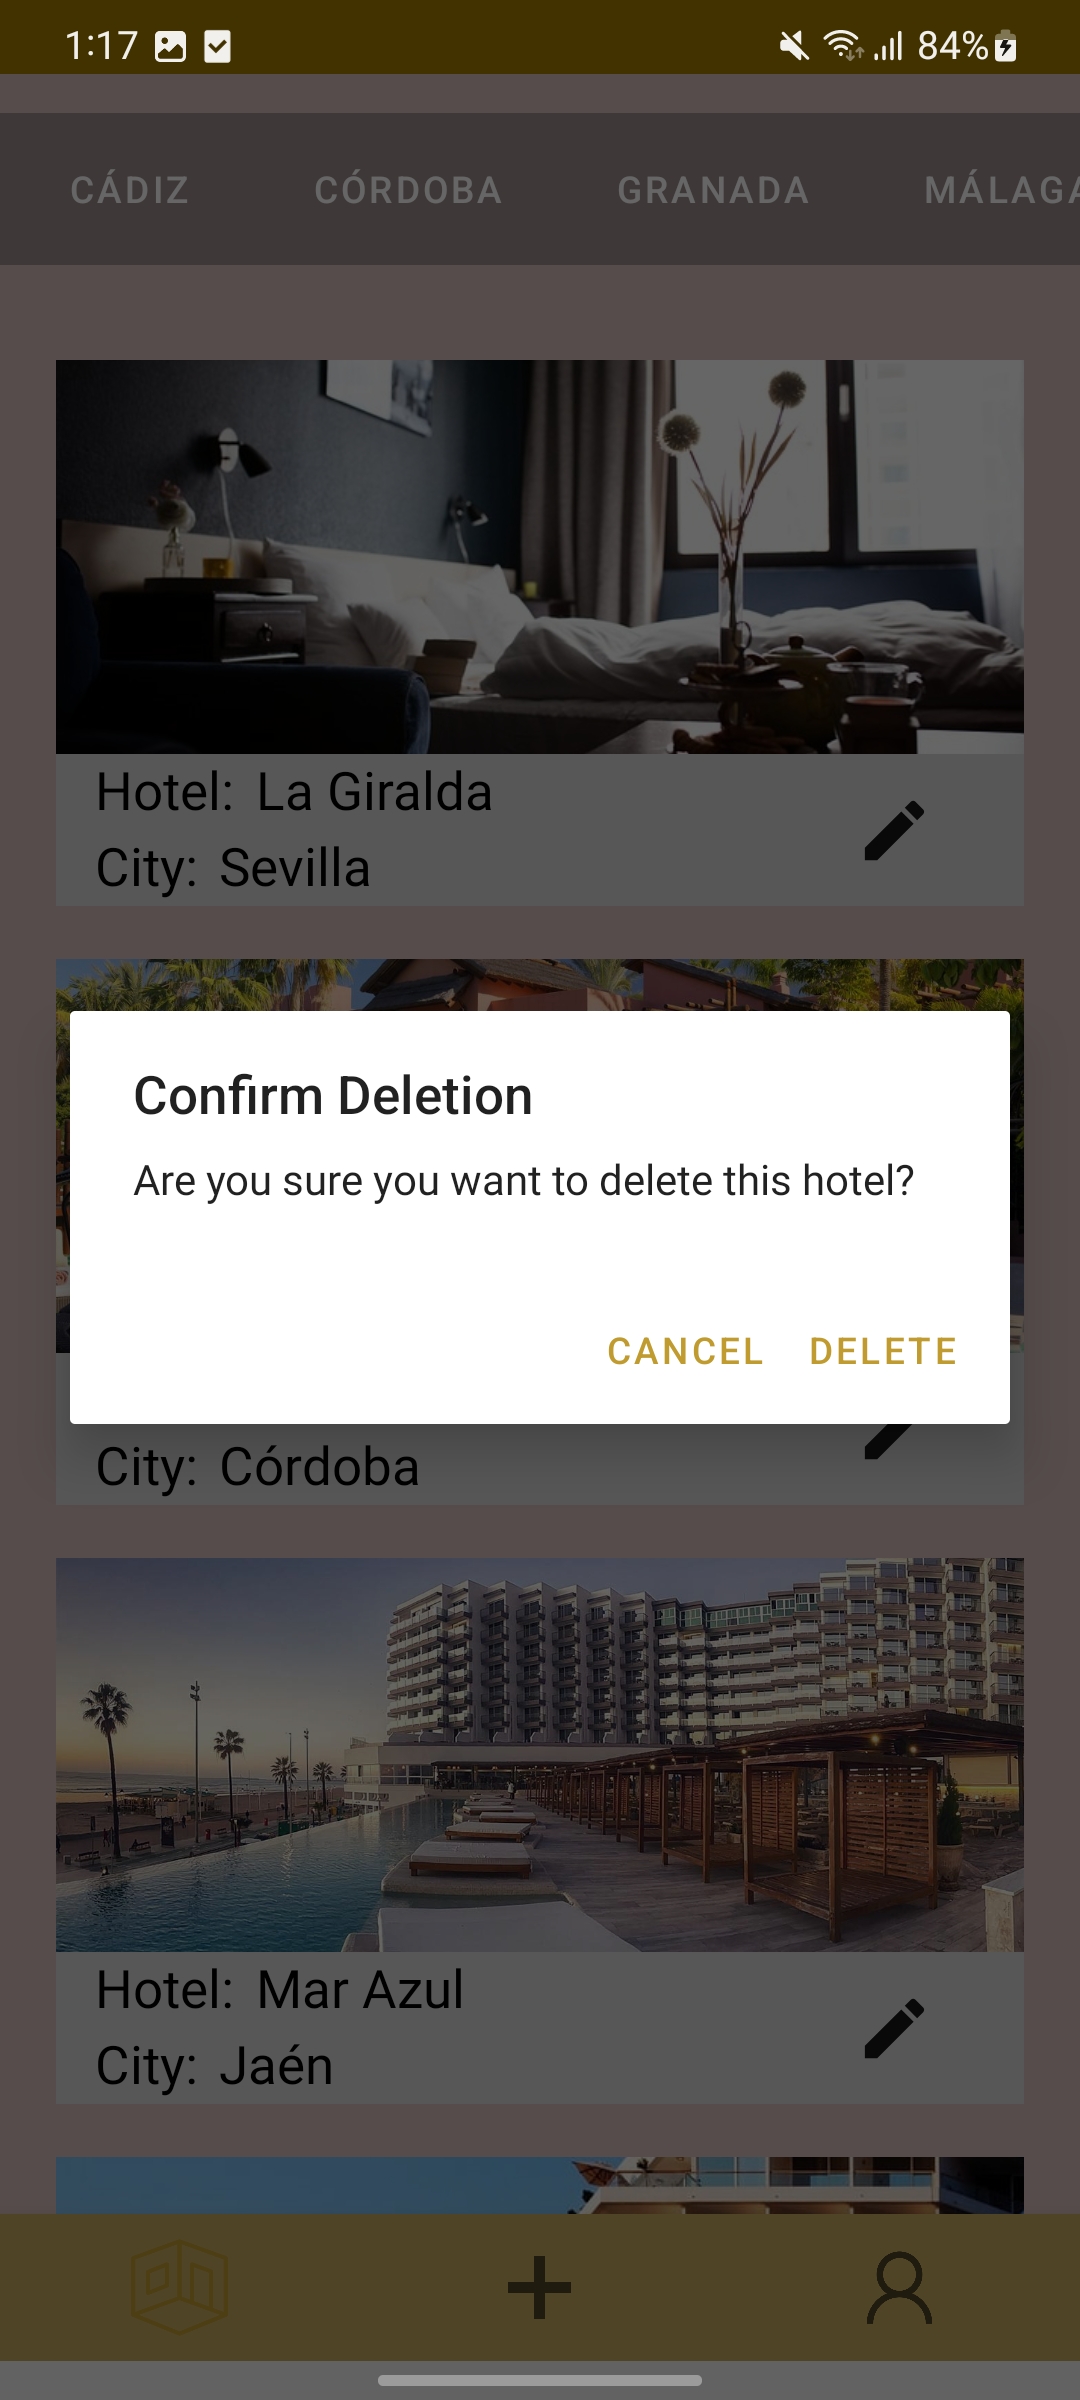 1:17 84%
CÁDIZ CÓRDOBA GRANADA MÁLAGA
Hotel: La Giralda
City: Sevilla
Confirm Deletion
Are you sure you want to delete this hotel?
CANCEL DELETE
City: Córdoba
Hotel: Mar Azul
City: Jaén